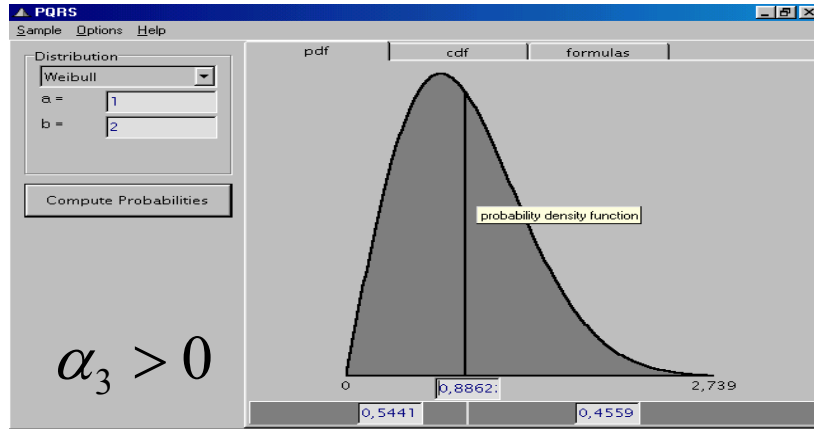 PQRS
Sample Options Help
Distribution
Weibull
a = 1
b = 2
Compute Probabilities
pdf cdf formulas
probability density function
α₃ > 0
0 0,8862: 2,739
0,5441 0,4559